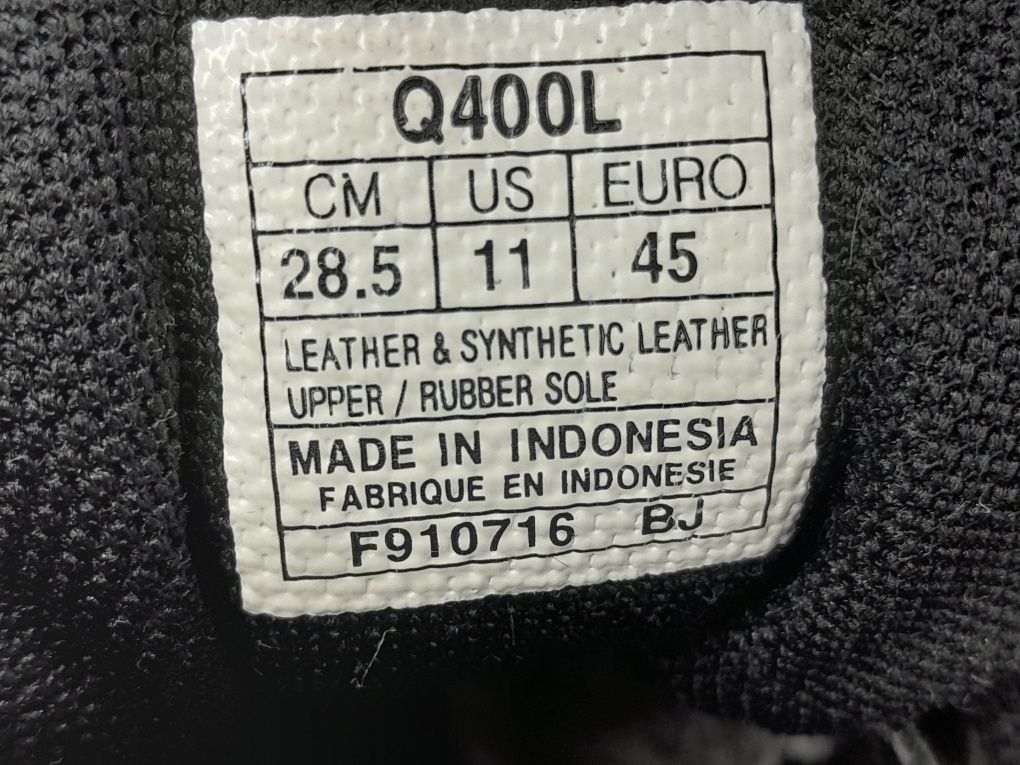 Q400L
CM US EURO
28.5 11 45
LEATHER & SYNTHETIC LEATHER
UPPER / RUBBER SOLE
MADE IN INDONESIA
FABRIQUE EN INDONESIE
F910716 BJ